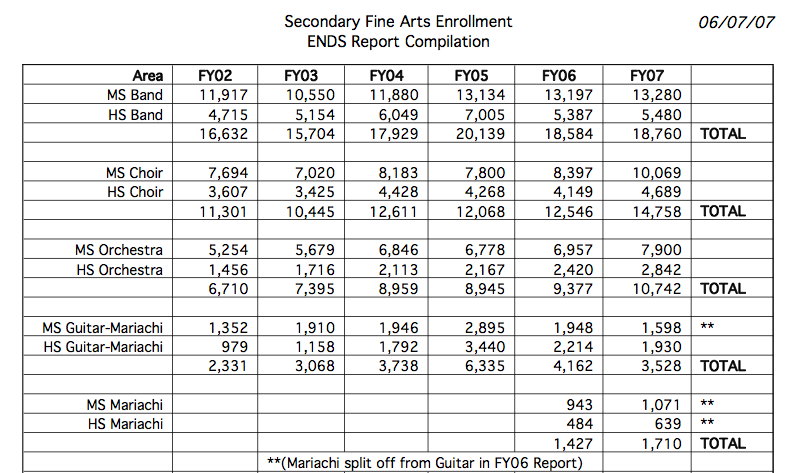 Secondary Fine Arts Enrollment 06/07/07
ENDS Report Compilation
Area FY02 FY03 FY04 FY05 FY06 FY07
MS Band 11,917 10,550 11,880 13,134 13,197 13,280
HS Band 4,715 5,154 6,049 7,005 5,387 5,480
16,632 15,704 17,929 20,139 18,584 18,760 TOTAL
MS Choir 7,694 7,020 8,183 7,800 8,397 10,069
HS Choir 3,607 3,425 4,428 4,268 4,149 4,689
11,301 10,445 12,611 12,068 12,546 14,758 TOTAL
MS Orchestra 5,254 5,679 6,846 6,778 6,957 7,900
HS Orchestra 1,456 1,716 2,113 2,167 2,420 2,842
6,710 7,395 8,959 8,945 9,377 10,742 TOTAL
MS Guitar-Mariachi 1,352 1,910 1,946 2,895 1,948 1,598 **
HS Guitar-Mariachi 979 1,158 1,792 3,440 2,214 1,930
2,331 3,068 3,738 6,335 4,162 3,528 TOTAL
MS Mariachi 943 1,071 **
HS Mariachi 484 639 **
1,427 1,710 TOTAL
**(Mariachi split off from Guitar in FY06 Report)